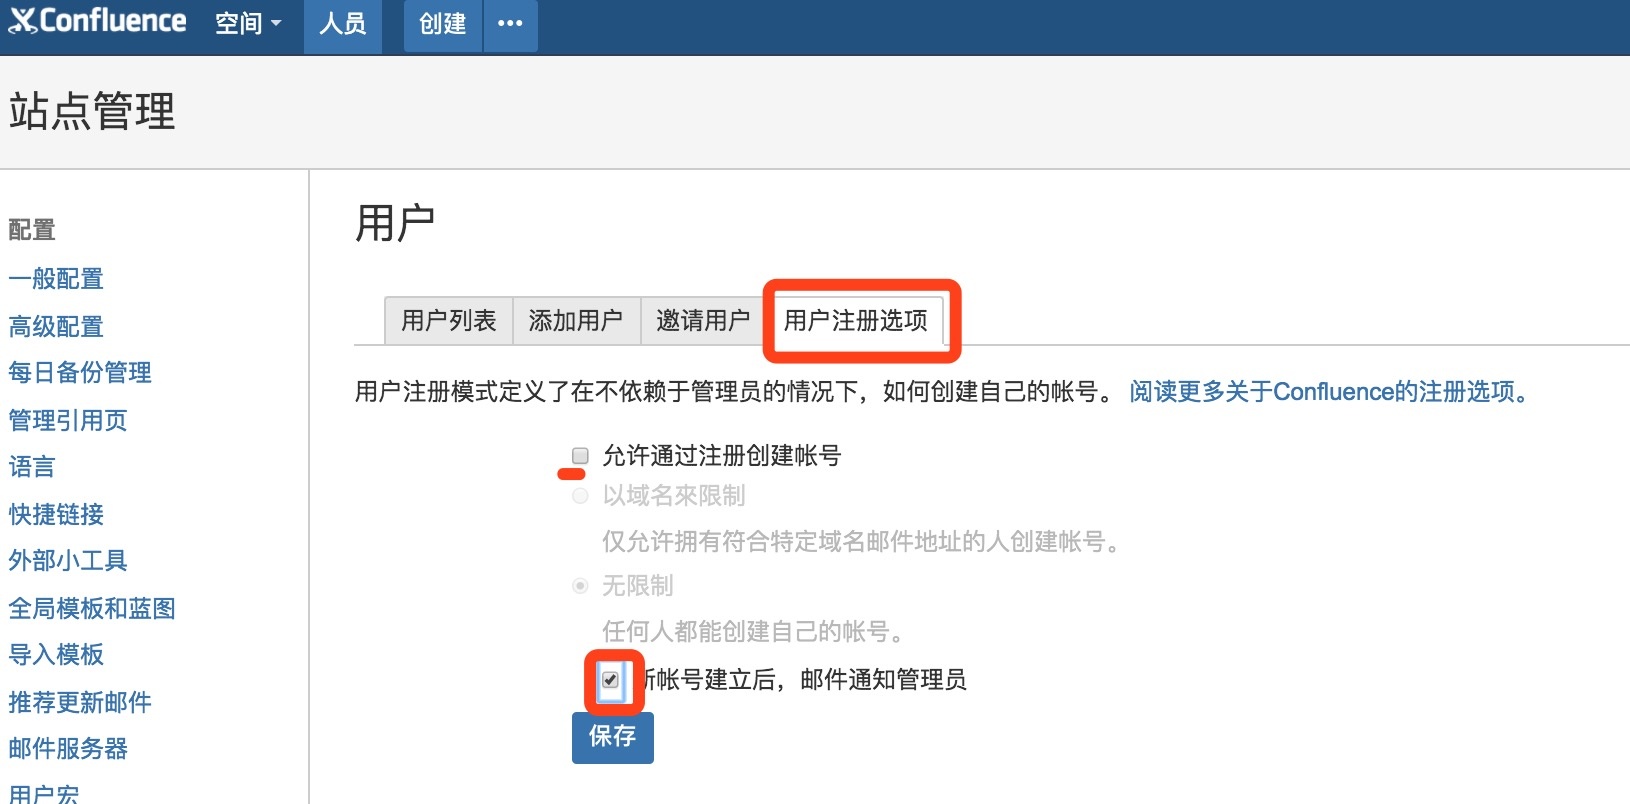 Confluence 空间 人员 创建 •••
站点管理
配置
一般配置
高级配置
每日备份管理
管理引用页
语言
快捷链接
外部小工具
全局模板和蓝图
导入模板
推荐更新邮件
邮件服务器
用户宏
用户
用户列表 添加用户 邀请用户 用户注册选项
用户注册模式定义了在不依赖于管理员的情况下，如何创建自己的帐号。 阅读更多关于Confluence的注册选项。
允许通过注册创建帐号
以域名來限制
仅允许拥有符合特定域名邮件地址的人创建帐号。
无限制
任何人都能创建自己的帐号。
帐号建立后，邮件通知管理员
保存